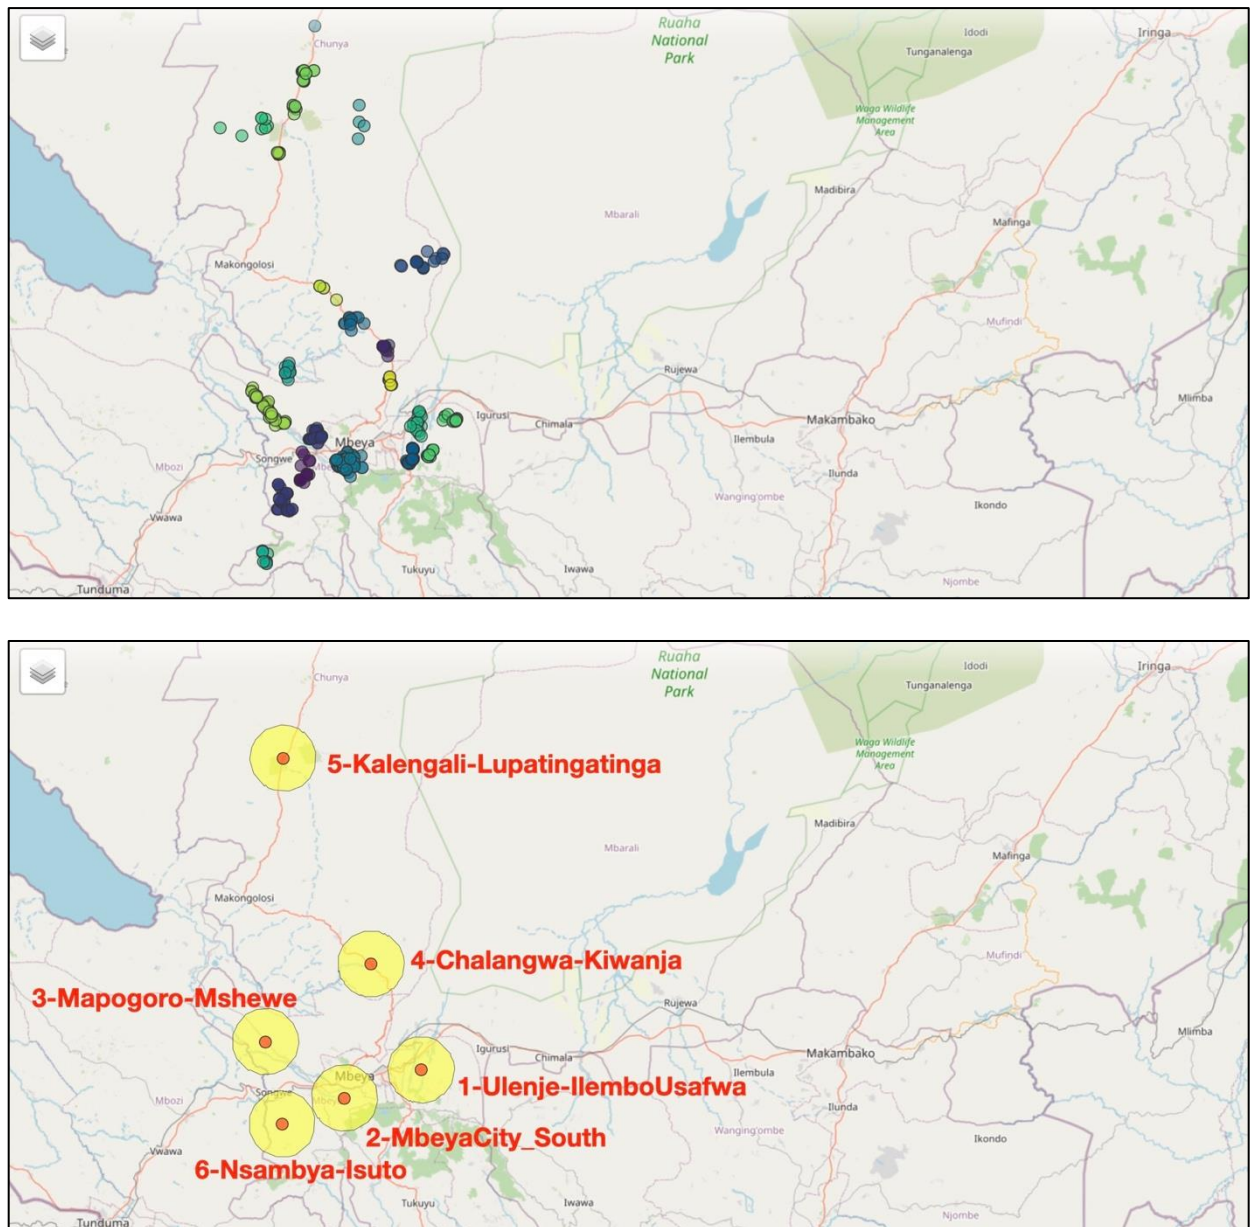 Ruaha
National
Park
Idodi
Iringa
Chunya
Tunganalenga
Waga Wildlife
Management
Area
Madibira
Mbarali
Mafinga
Makongolosi
Mufindi
Rujewa
Mlimba
Igurusi
Chimala
Makambako
Mbeya
Ilembula
Songwe
Mbozi
Ilunda
Wanging'ombe
Ikondo
Vwawa
Tukuyu
Iwawa
Njombe
Tunduma
Ruaha
National
Park
Idodi
Iringa
Chunya
Tunganalenga
Waga Wildlife
Management
Area
5-Kalengali-Lupatingatinga
Madibira
Mbarali
Mafinga
Makongolosi
4-Chalangwa-Kiwanja
Mufindi
3-Mapogoro-Mshewe
Rujewa
Mlimba
Igurusi
Chimala
Makambako
Mbeya
Ilembula
1-Ulenje-IlemboUsafwa
Songwe
Mbozi
Ilunda
Wanging'ombe
2-MbeyaCity_South
Ikondo
Vwawa
6-Nsambya-Isuto
Tukuyu
Iwawa
Njombe
Tunduma